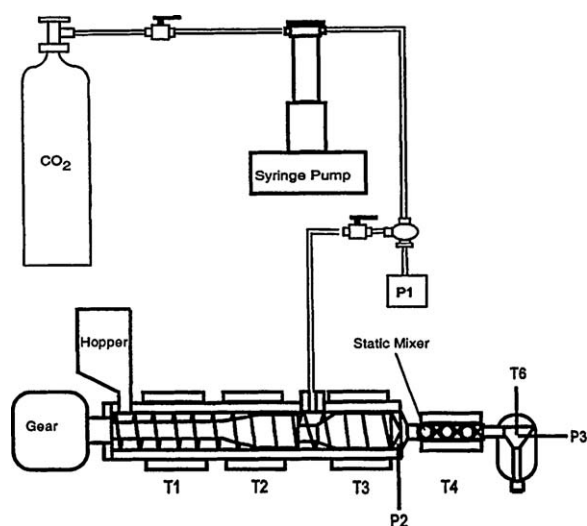 CO2
Syringe Pump
P1
Hopper
Static Mixer
T6
Gear
P3
T1
T2
T3
T4
P2